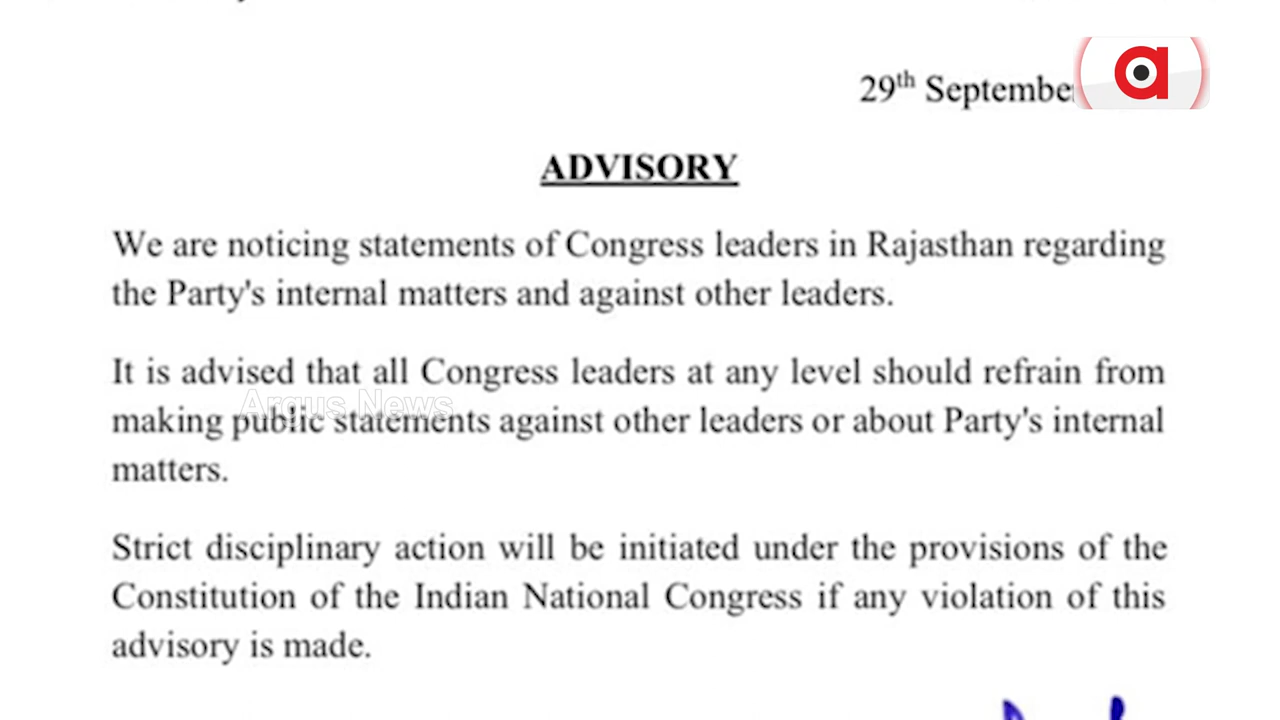 29th September
ADVISORY
We are noticing statements of Congress leaders in Rajasthan regarding
the Party's internal matters and against other leaders.
It is advised that all Congress leaders at any level should refrain from
Argus News
making public statements against other leaders or about Party's internal
matters.
Strict disciplinary action will be initiated under the provisions of the
Constitution of the Indian National Congress if any violation of this
advisory is made.